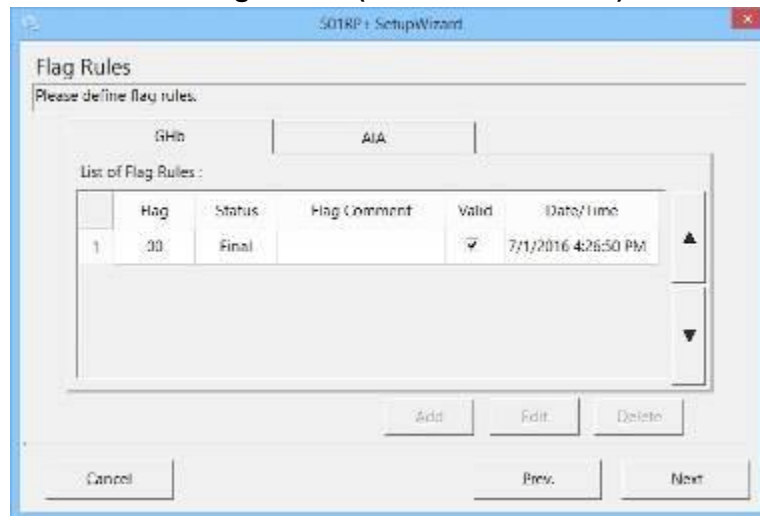 501RP+ SetupWizard
Flag Rules
Please define flag rules.
GHb AIA
List of Flag Rules :
Flag Status Flag Comment Valid Date/Time
1 00 Final 7/1/2016 4:26:50 PM
Add Edit Delete
Cancel Prev. Next